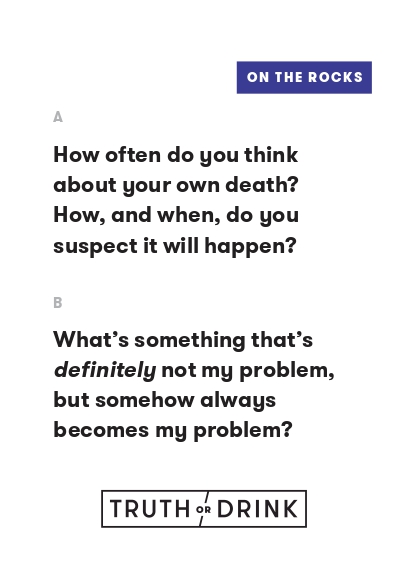 ON THE ROCKS
A
How often do you think
about your own death?
How, and when, do you
suspect it will happen?
B
What's something that's
definitely not my problem,
but somehow always
becomes my problem?
TRUTH OR DRINK